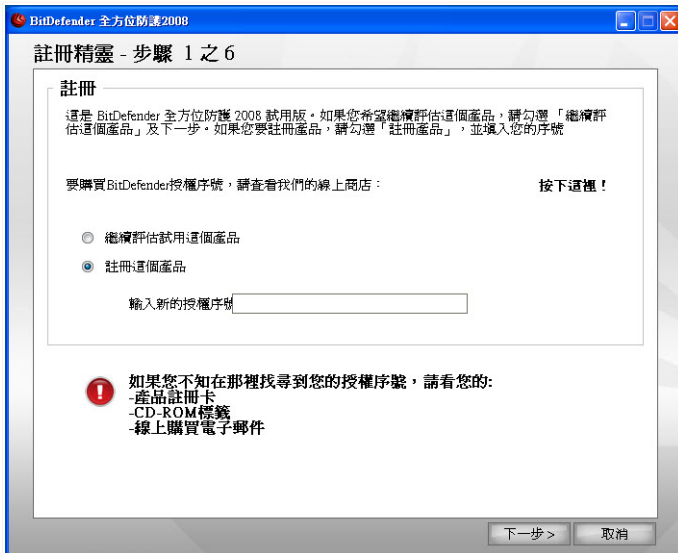 BitDefender 全方位防護2008
註冊精靈 - 步驟 1 之 6
註冊
這是 BitDefender 全方位防護 2008 試用版。如果您希望繼續評估這個產品，請勾選「繼續評
估這個產品」及下一步。如果您要註冊產品，請勾選「註冊產品」，並填入您的序號
要購買BitDefender授權序號，請查看我們的線上商店：
按下這裡！
繼續評估試用這個產品
註冊這個產品
輸入新的授權序號
如果您不知在那裡找尋到您的授權序號，請看您的:
-產品註冊卡
-CD-ROM標籤
-線上購買電子郵件
下一步 >
取消